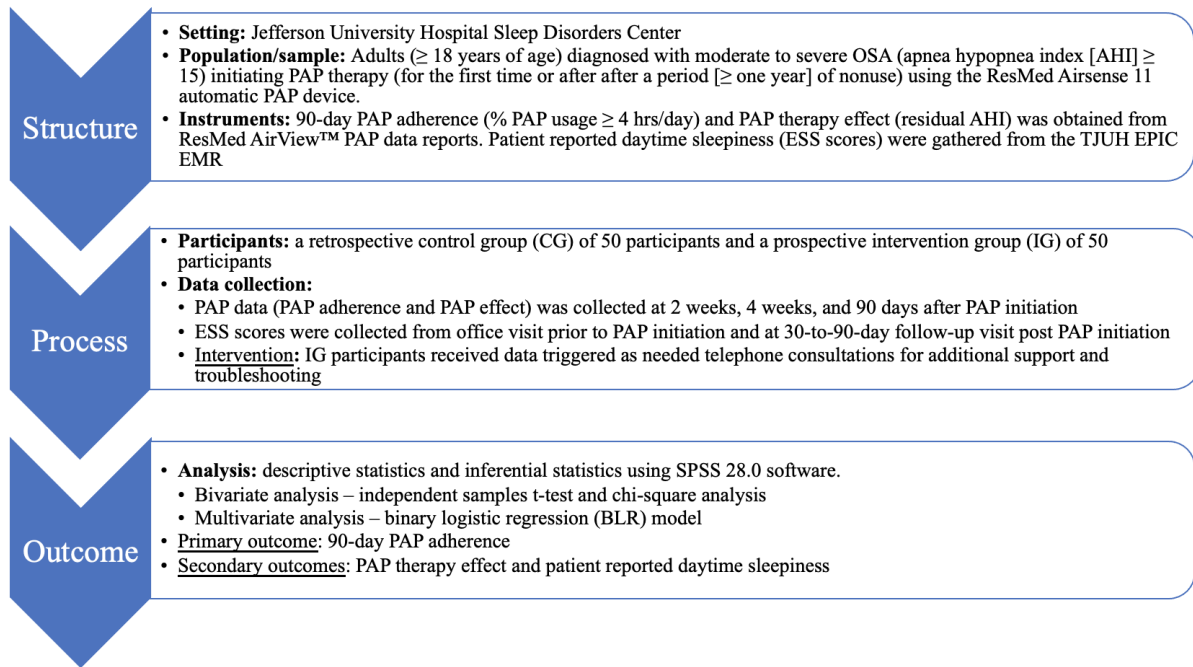 Structure
• Setting: Jefferson University Hospital Sleep Disorders Center
• Population/sample: Adults (≥ 18 years of age) diagnosed with moderate to severe OSA (apnea hypopnea index [AHI] ≥
15) initiating PAP therapy (for the first time or after after a period [≥ one year] of nonuse) using the ResMed Airsense 11
automatic PAP device.
• Instruments: 90-day PAP adherence (% PAP usage ≥ 4 hrs/day) and PAP therapy effect (residual AHI) was obtained from
ResMed AirView™ PAP data reports. Patient reported daytime sleepiness (ESS scores) were gathered from the TJUH EPIC
EMR
Process
• Participants: a retrospective control group (CG) of 50 participants and a prospective intervention group (IG) of 50
participants
• Data collection:
• PAP data (PAP adherence and PAP effect) was collected at 2 weeks, 4 weeks, and 90 days after PAP initiation
• ESS scores were collected from office visit prior to PAP initiation and at 30-to-90-day follow-up visit post PAP initiation
• Intervention: IG participants received data triggered as needed telephone consultations for additional support and
troubleshooting
Outcome
• Analysis: descriptive statistics and inferential statistics using SPSS 28.0 software.
• Bivariate analysis – independent samples t-test and chi-square analysis
• Multivariate analysis – binary logistic regression (BLR) model
• Primary outcome: 90-day PAP adherence
• Secondary outcomes: PAP therapy effect and patient reported daytime sleepiness